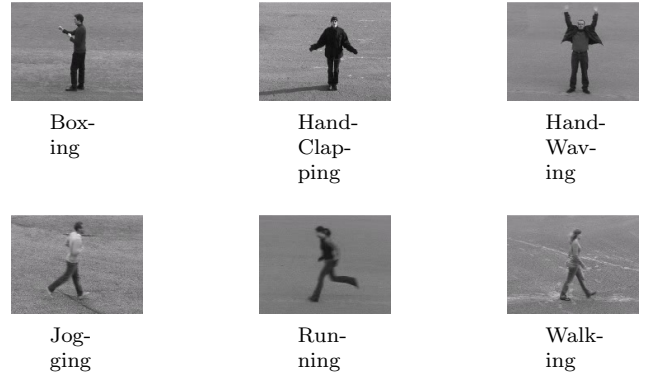 Box-
ing
Hand-
Clap-
ping
Hand-
Wav-
ing
Jog-
ging
Run-
ning
Walk-
ing